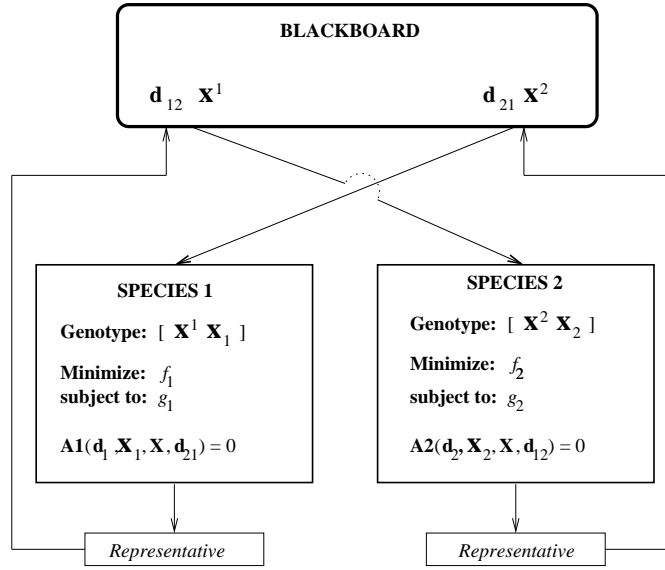 BLACKBOARD
d₁₂ x¹ d₂₁ x²
SPECIES 1
Genotype: [ x¹ x₁ ]
Minimize: f₁
subject to: g₁
A1(d₁ ,x₁, x, d₂₁) = 0
Representative
SPECIES 2
Genotype: [ x² x₂ ]
Minimize: f₂
subject to: g₂
A2(d₂, x₂, x, d₁₂) = 0
Representative